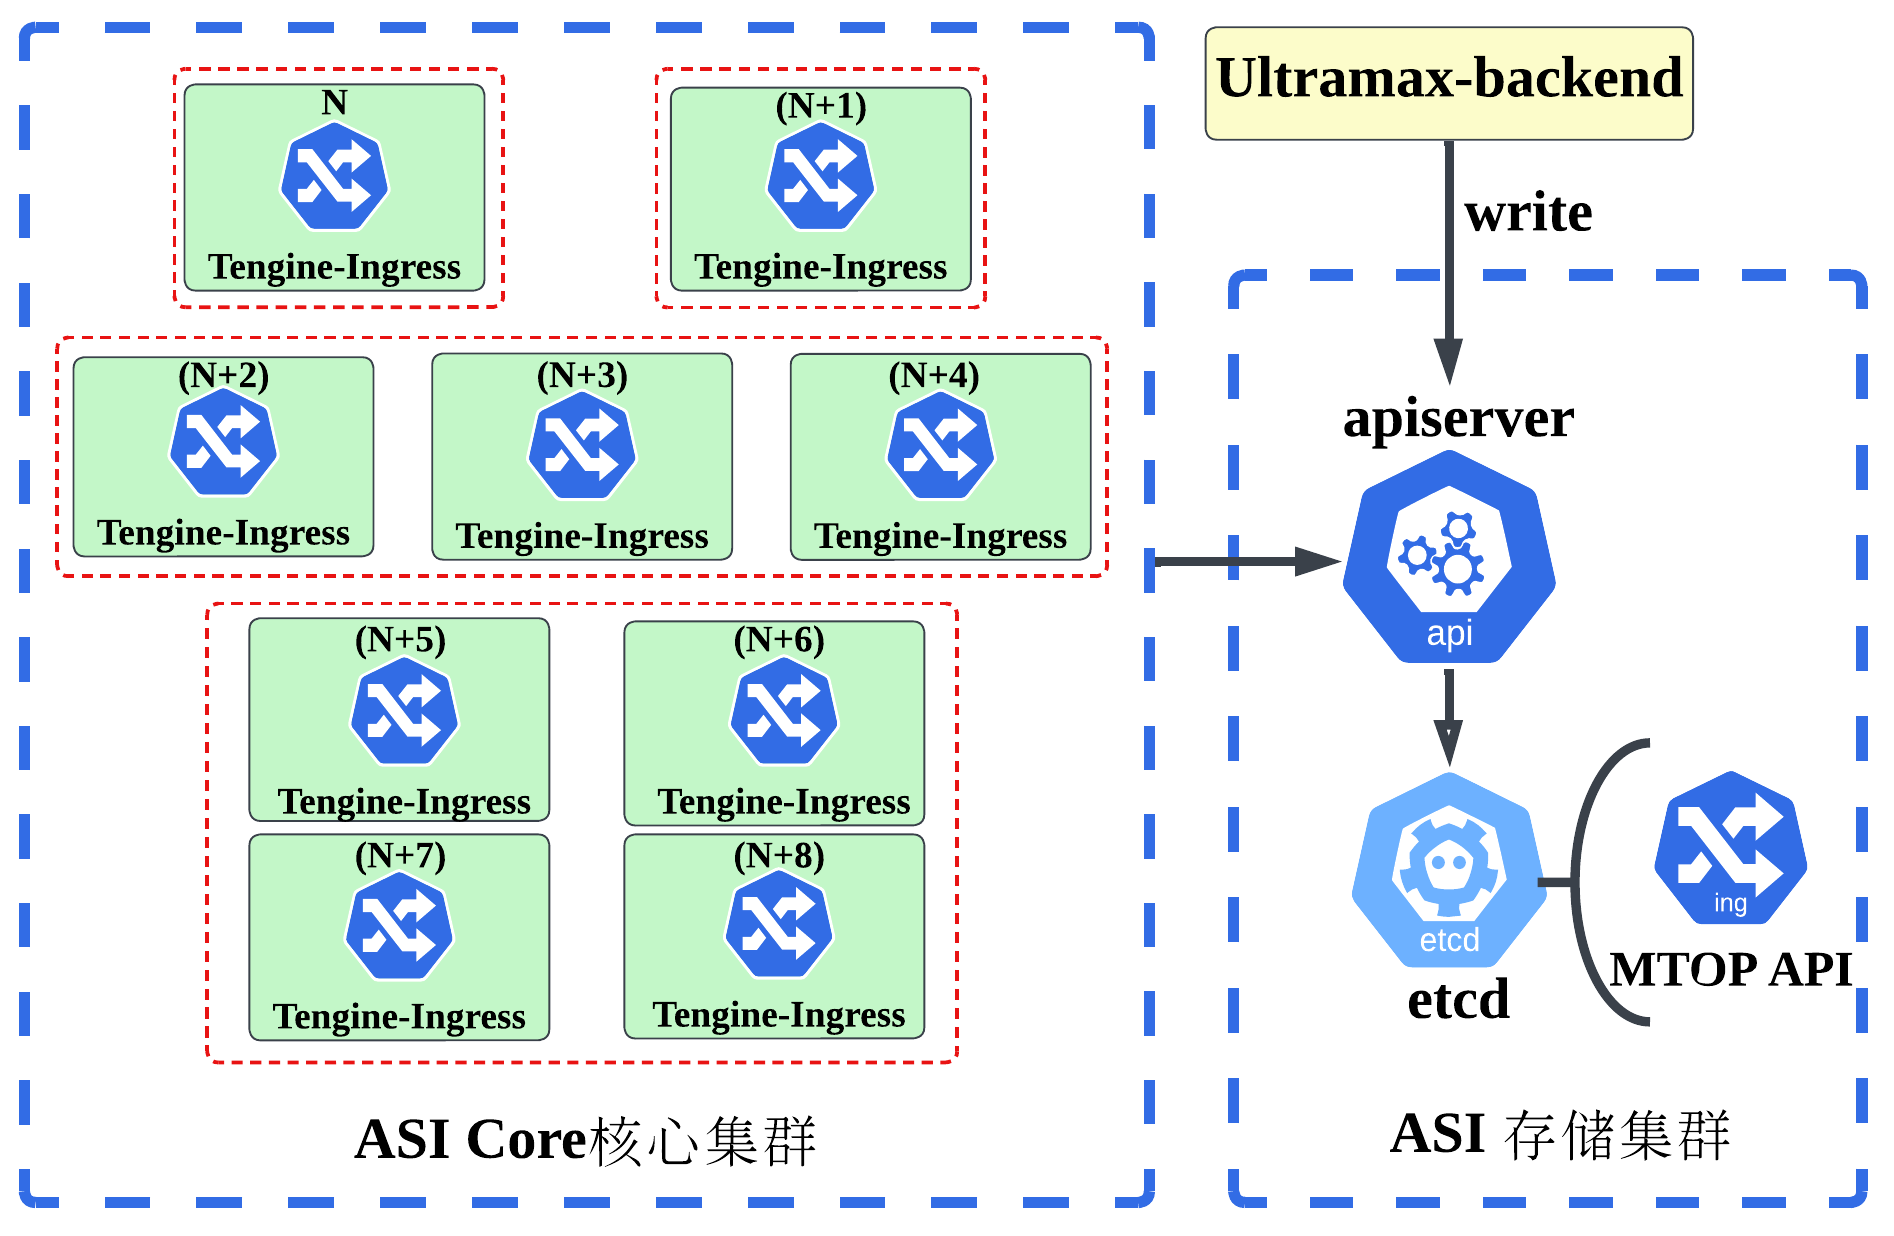 N
Tengine-Ingress
(N+1)
Tengine-Ingress
(N+2)
Tengine-Ingress
(N+3)
Tengine-Ingress
(N+4)
Tengine-Ingress
(N+5)
Tengine-Ingress
(N+6)
Tengine-Ingress
(N+7)
Tengine-Ingress
(N+8)
Tengine-Ingress
ASI Core核心集群
Ultramax-backend
write
apiserver
api
etcd
etcd
ing
MTOP API
ASI 存储集群